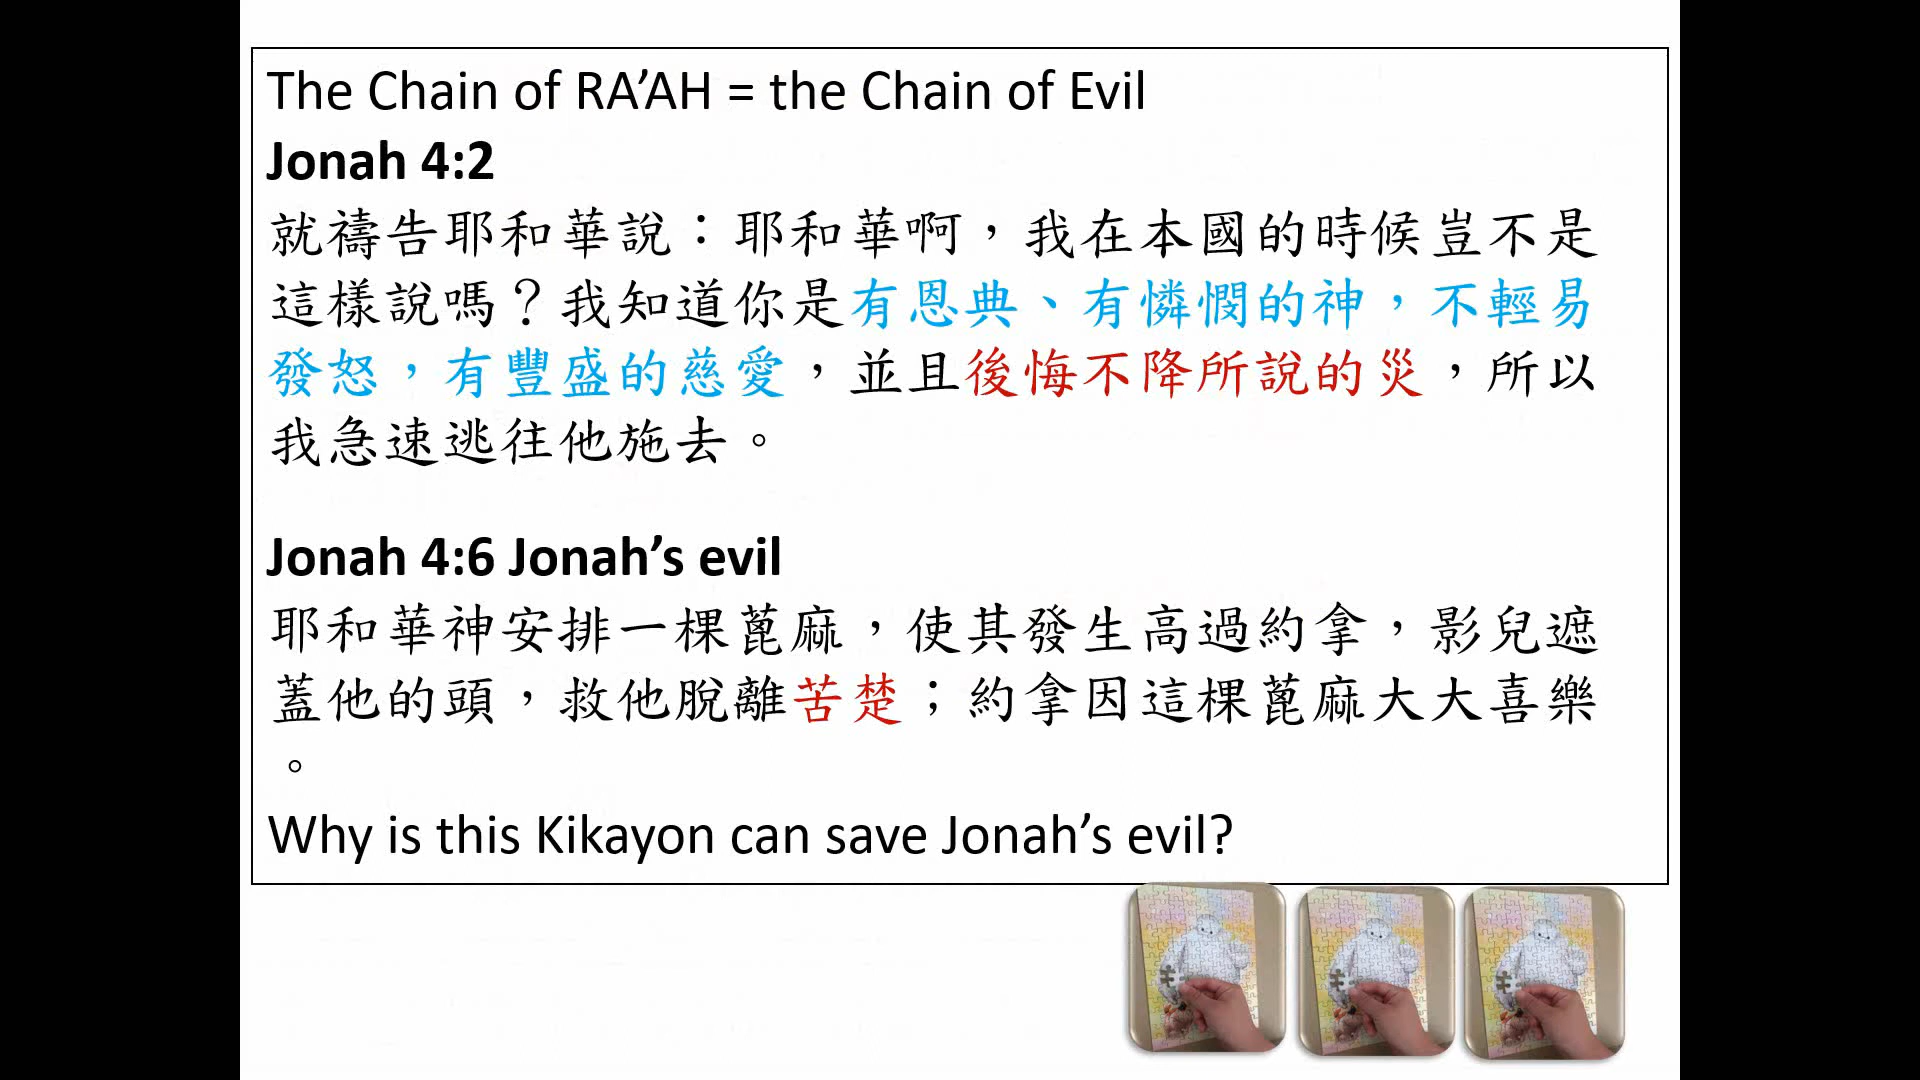 The Chain of RA’AH = the Chain of Evil
Jonah 4:2
就禱告耶和華說：耶和華啊，我在本國的時候豈不是
這樣說嗎？我知道你是有恩典、有憐憫的神，不輕易
發怒，有豐盛的慈愛，並且後悔不降所說的災，所以
我急速逃往他施去。
Jonah 4:6 Jonah’s evil
耶和華神安排一棵蓖麻，使其發生高過約拿，影兒遮
蓋他的頭，救他脫離苦楚；約拿因這棵蓖麻大大喜樂
。
Why is this Kikayon can save Jonah’s evil?